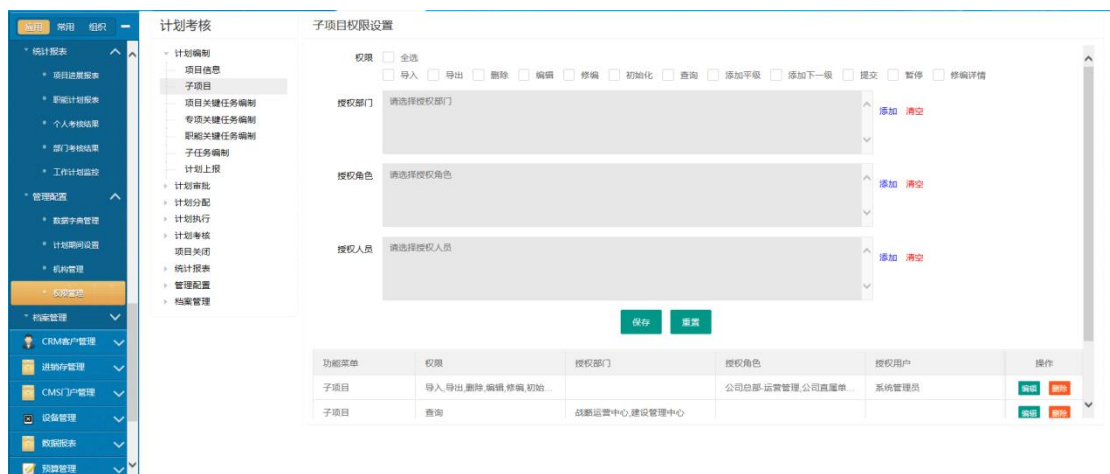 应用 常用 组织
统计报表
项目进展报表
职能计划报表
个人考核结果
部门考核结果
工作计划监控
管理配置
数据字典管理
计划期间设置
机构管理
权限管理
档案管理
CRM客户管理
进销存管理
CMS门户管理
设备管理
数据报表
预算管理
计划考核
计划编制
项目信息
子项目
项目关键任务编制
专项关键任务编制
职能关键任务编制
子任务编制
计划上报
计划审批
计划分配
计划执行
计划考核
项目关闭
统计报表
管理配置
档案管理
子项目权限设置
权限 全选
导入 导出 删除 编辑 修编 初始化 查询 添加平级 添加下一级 提交 暂停 修编详情
授权部门 请选择授权部门 添加 清空
授权角色 请选择授权角色 添加 清空
授权人员 请选择授权人员 添加 清空
保存 重置
功能菜单 权限 授权部门 授权角色 授权用户 操作
子项目 导入,导出,删除,编辑,修编,初始... 公司总部-运营管理,公司直属单... 系统管理员 编辑 删除
子项目 查询 战略运营中心,建设管理中心 编辑 删除